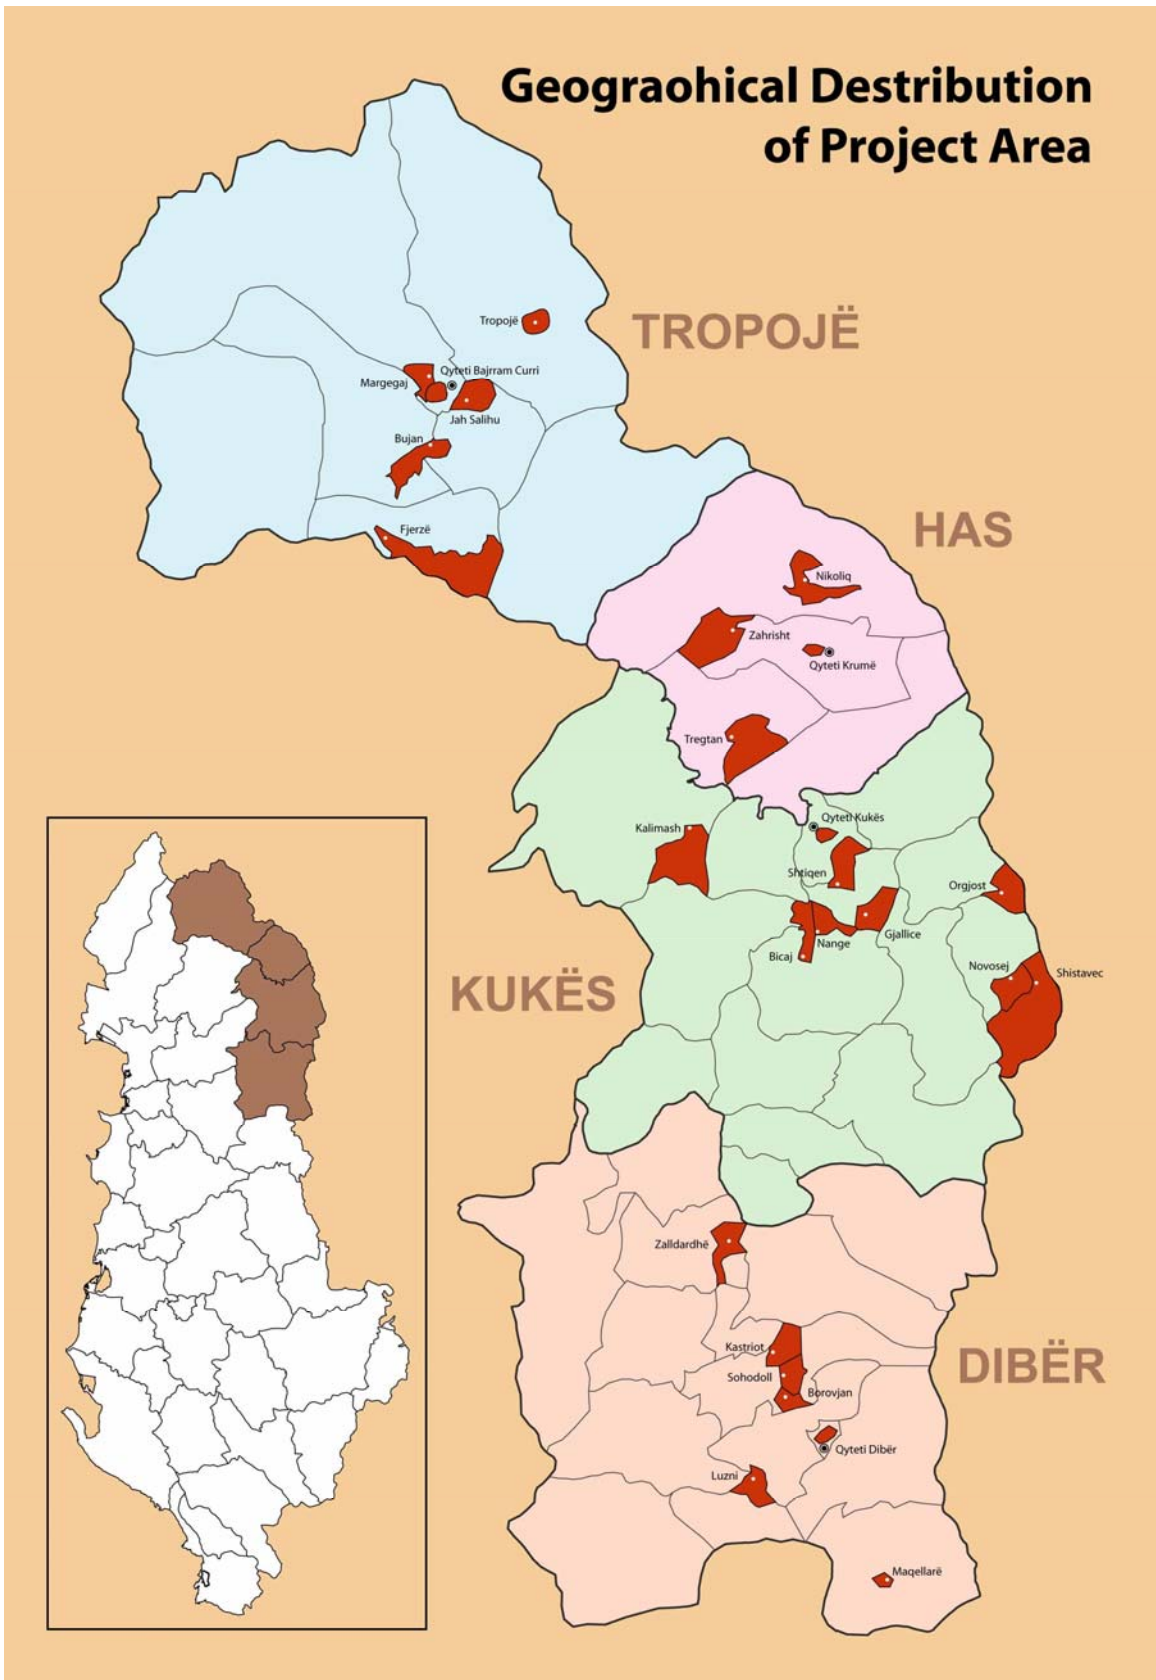 Geograohical Destribution
of Project Area
TROPOJË
Tropojë
Qyteti Bajrram Curri
Margegaj
Jah Salihu
Bujan
Fjerzë
HAS
Nikoliq
Zahrisht
Qyteti Krumë
Tregtan
Qyteti Kukës
Kalimash
Shtiqen
Orgjost
Gjallice
Nange
Bicaj
Novosej
Shistavec
KUKËS
Zalldardhë
Kastriot
DIBËR
Sohodoll
Borovjan
Qyteti Dibër
Luzni
Maqellarë